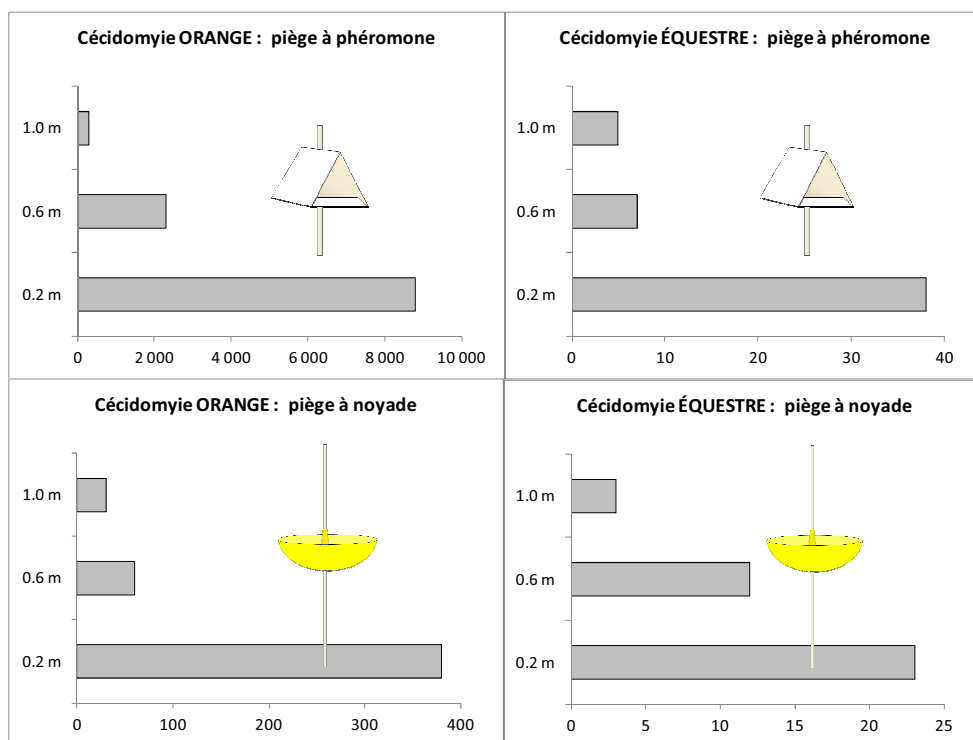 Cécidomyie ORANGE : piège à phéromone
1.0 m
0.6 m
0.2 m
0 2 000 4 000 6 000 8 000 10 000
Cécidomyie ÉQUESTRE : piège à phéromone
1.0 m
0.6 m
0.2 m
0 10 20 30 40
Cécidomyie ORANGE : piège à noyade
1.0 m
0.6 m
0.2 m
0 100 200 300 400
Cécidomyie ÉQUESTRE : piège à noyade
1.0 m
0.6 m
0.2 m
0 5 10 15 20 25